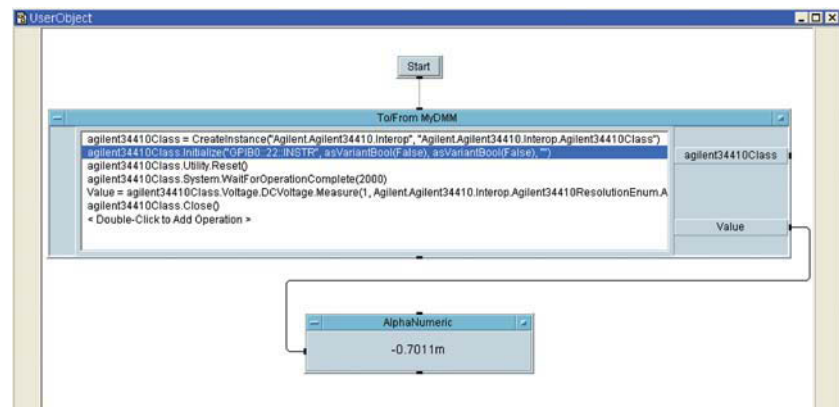 UserObject
Start
To/From MyDMM
agilent34410Class = CreateInstance("Agilent.Agilent34410.Interop", "Agilent.Agilent34410.Interop.Agilent34410Class")
agilent34410Class.Initialize("GPIB0::22::INSTR", asVariantBool(False), asVariantBool(False), "")
agilent34410Class.Utility.Reset()
agilent34410Class.System.WaitForOperationComplete(2000)
Value = agilent34410Class.Voltage.DCVoltage.Measure(1, Agilent.Agilent34410.Interop.Agilent34410ResolutionEnum.A
agilent34410Class.Close()
< Double-Click to Add Operation >
agilent34410Class
Value
AlphaNumeric
-0.7011m